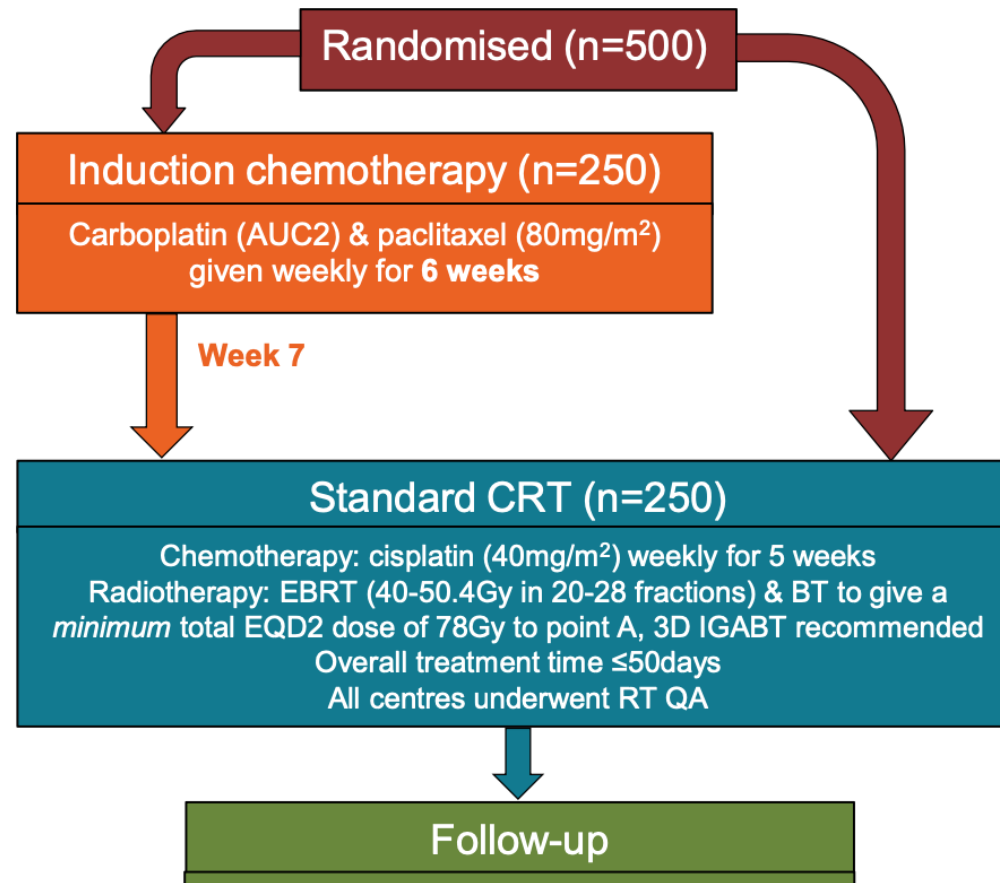 Randomised (n=500)
Induction chemotherapy (n=250)
Carboplatin (AUC2) & paclitaxel (80mg/m²)
given weekly for 6 weeks
Week 7
Standard CRT (n=250)
Chemotherapy: cisplatin (40mg/m²) weekly for 5 weeks
Radiotherapy: EBRT (40-50.4Gy in 20-28 fractions) & BT to give a
minimum total EQD2 dose of 78Gy to point A, 3D IGABT recommended
Overall treatment time ≤50days
All centres underwent RT QA
Follow-up